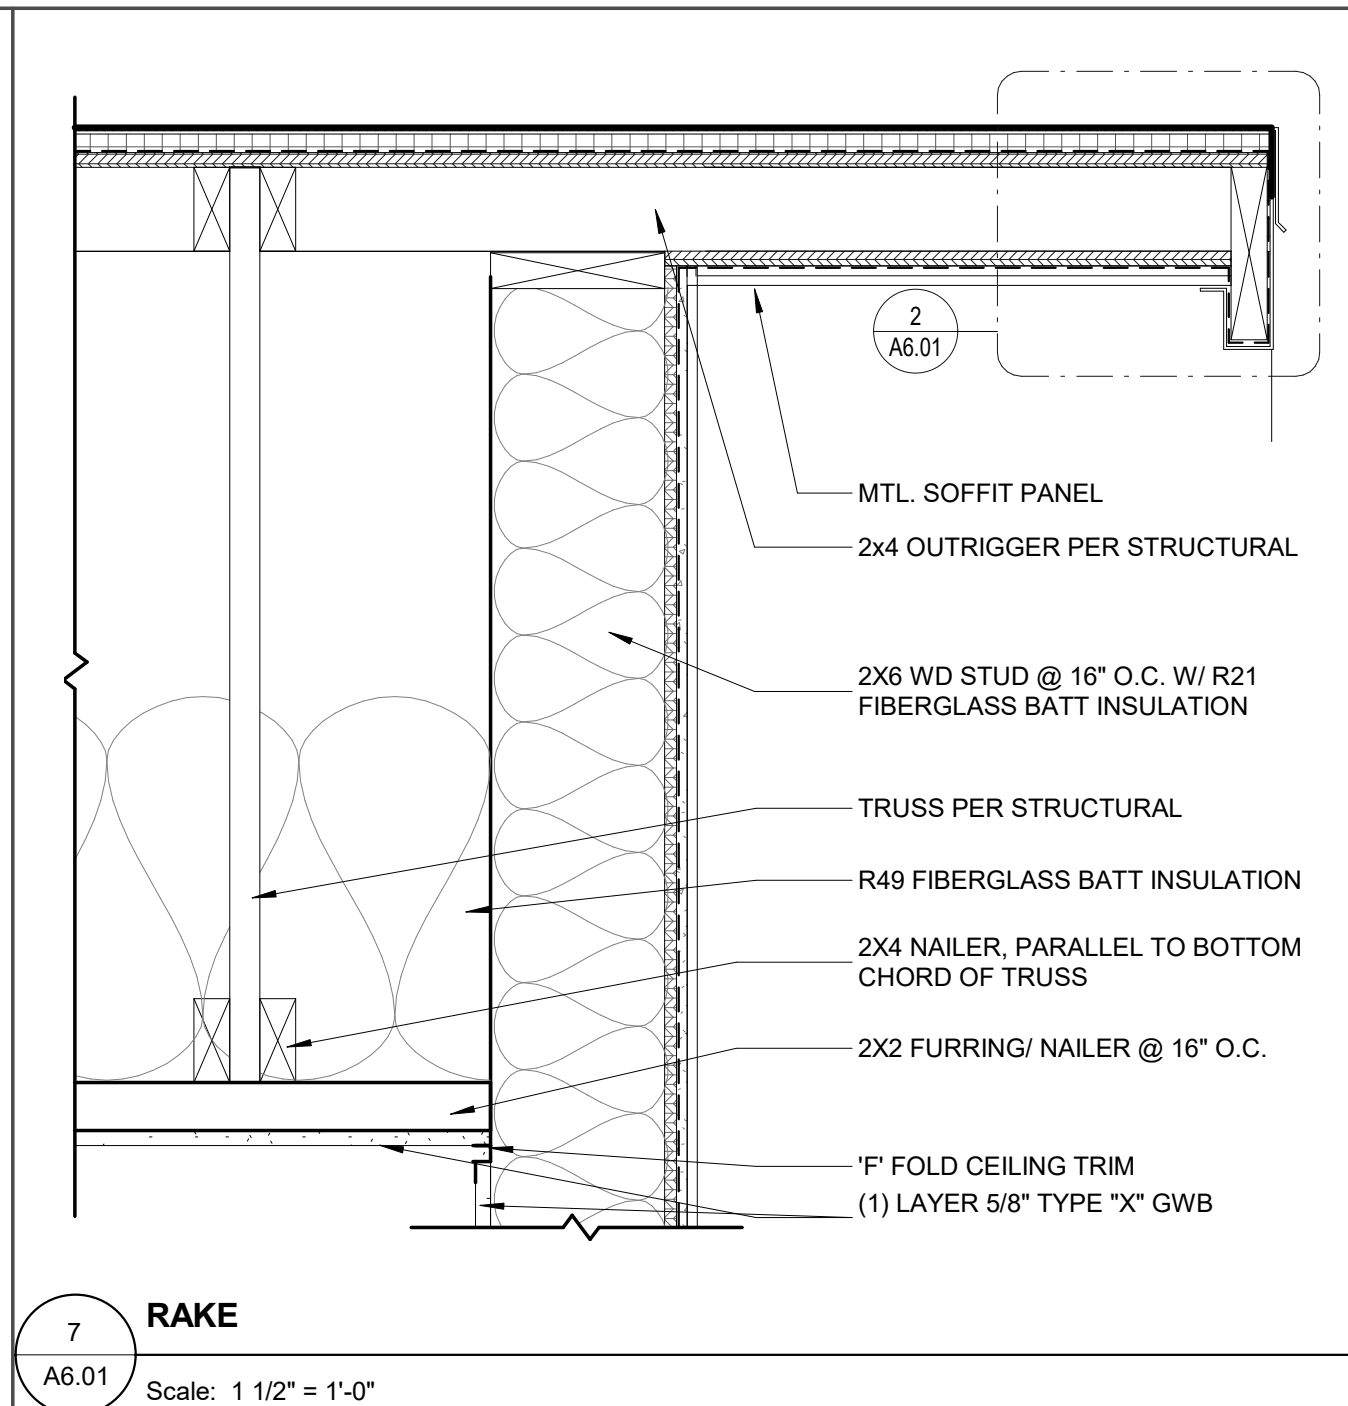 2
A6.01
MTL. SOFFIT PANEL
2x4 OUTRIGGER PER STRUCTURAL
2X6 WD STUD @ 16" O.C. W/ R21
FIBERGLASS BATT INSULATION
TRUSS PER STRUCTURAL
R49 FIBERGLASS BATT INSULATION
2X4 NAILER, PARALLEL TO BOTTOM
CHORD OF TRUSS
2X2 FURRING/ NAILER @ 16" O.C.
'F' FOLD CEILING TRIM
(1) LAYER 5/8" TYPE "X" GWB
7
A6.01
RAKE
Scale: 1 1/2" = 1'-0"